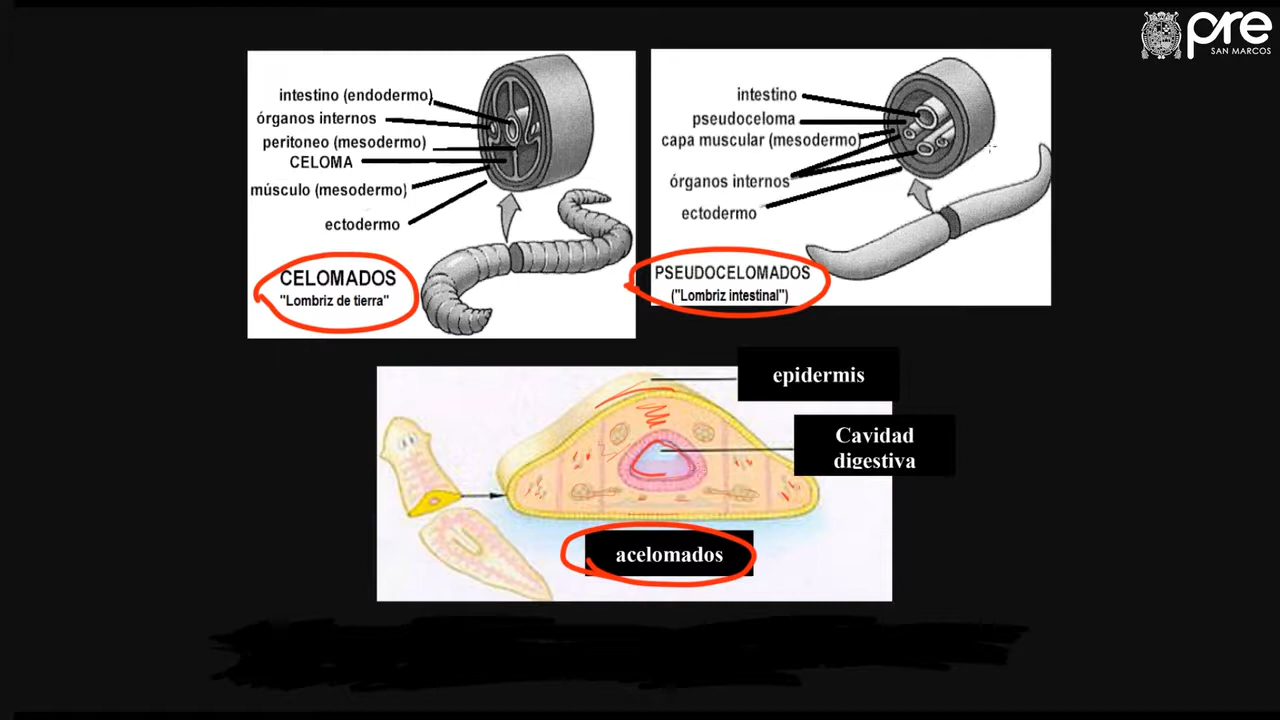 pre
SAN MARCOS
intestino (endodermo)
órganos internos
peritoneo (mesodermo)
CELOMA
músculo (mesodermo)
ectodermo
CELOMADOS
"Lombriz de tierra"
intestino
pseudoceloma
capa muscular (mesodermo)
órganos internos
ectodermo
PSEUDOCELOMADOS
("Lombriz intestinal")
epidermis
Cavidad
digestiva
acelomados